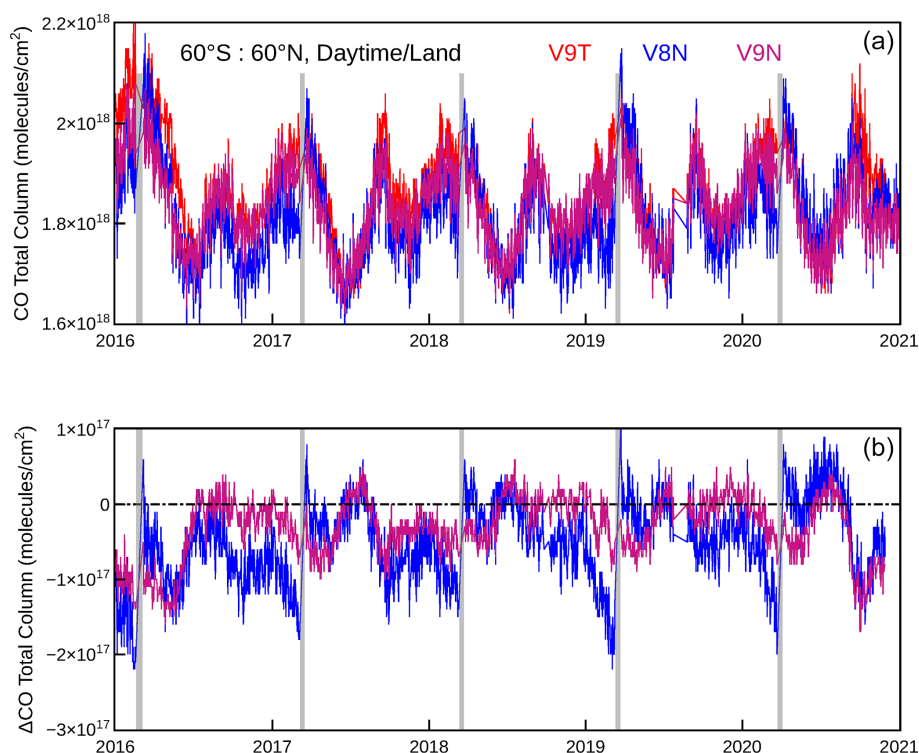 2.2×10¹⁸
(a)
60°S : 60°N, Daytime/Land V9T V8N V9N
2×10¹⁸
1.8×10¹⁸
1.6×10¹⁸
CO Total Column (molecules/cm²)
2016 2017 2018 2019 2020 2021
1×10¹⁷
(b)
0
−1×10¹⁷
−2×10¹⁷
−3×10¹⁷
ΔCO Total Column (molecules/cm²)
2016 2017 2018 2019 2020 2021